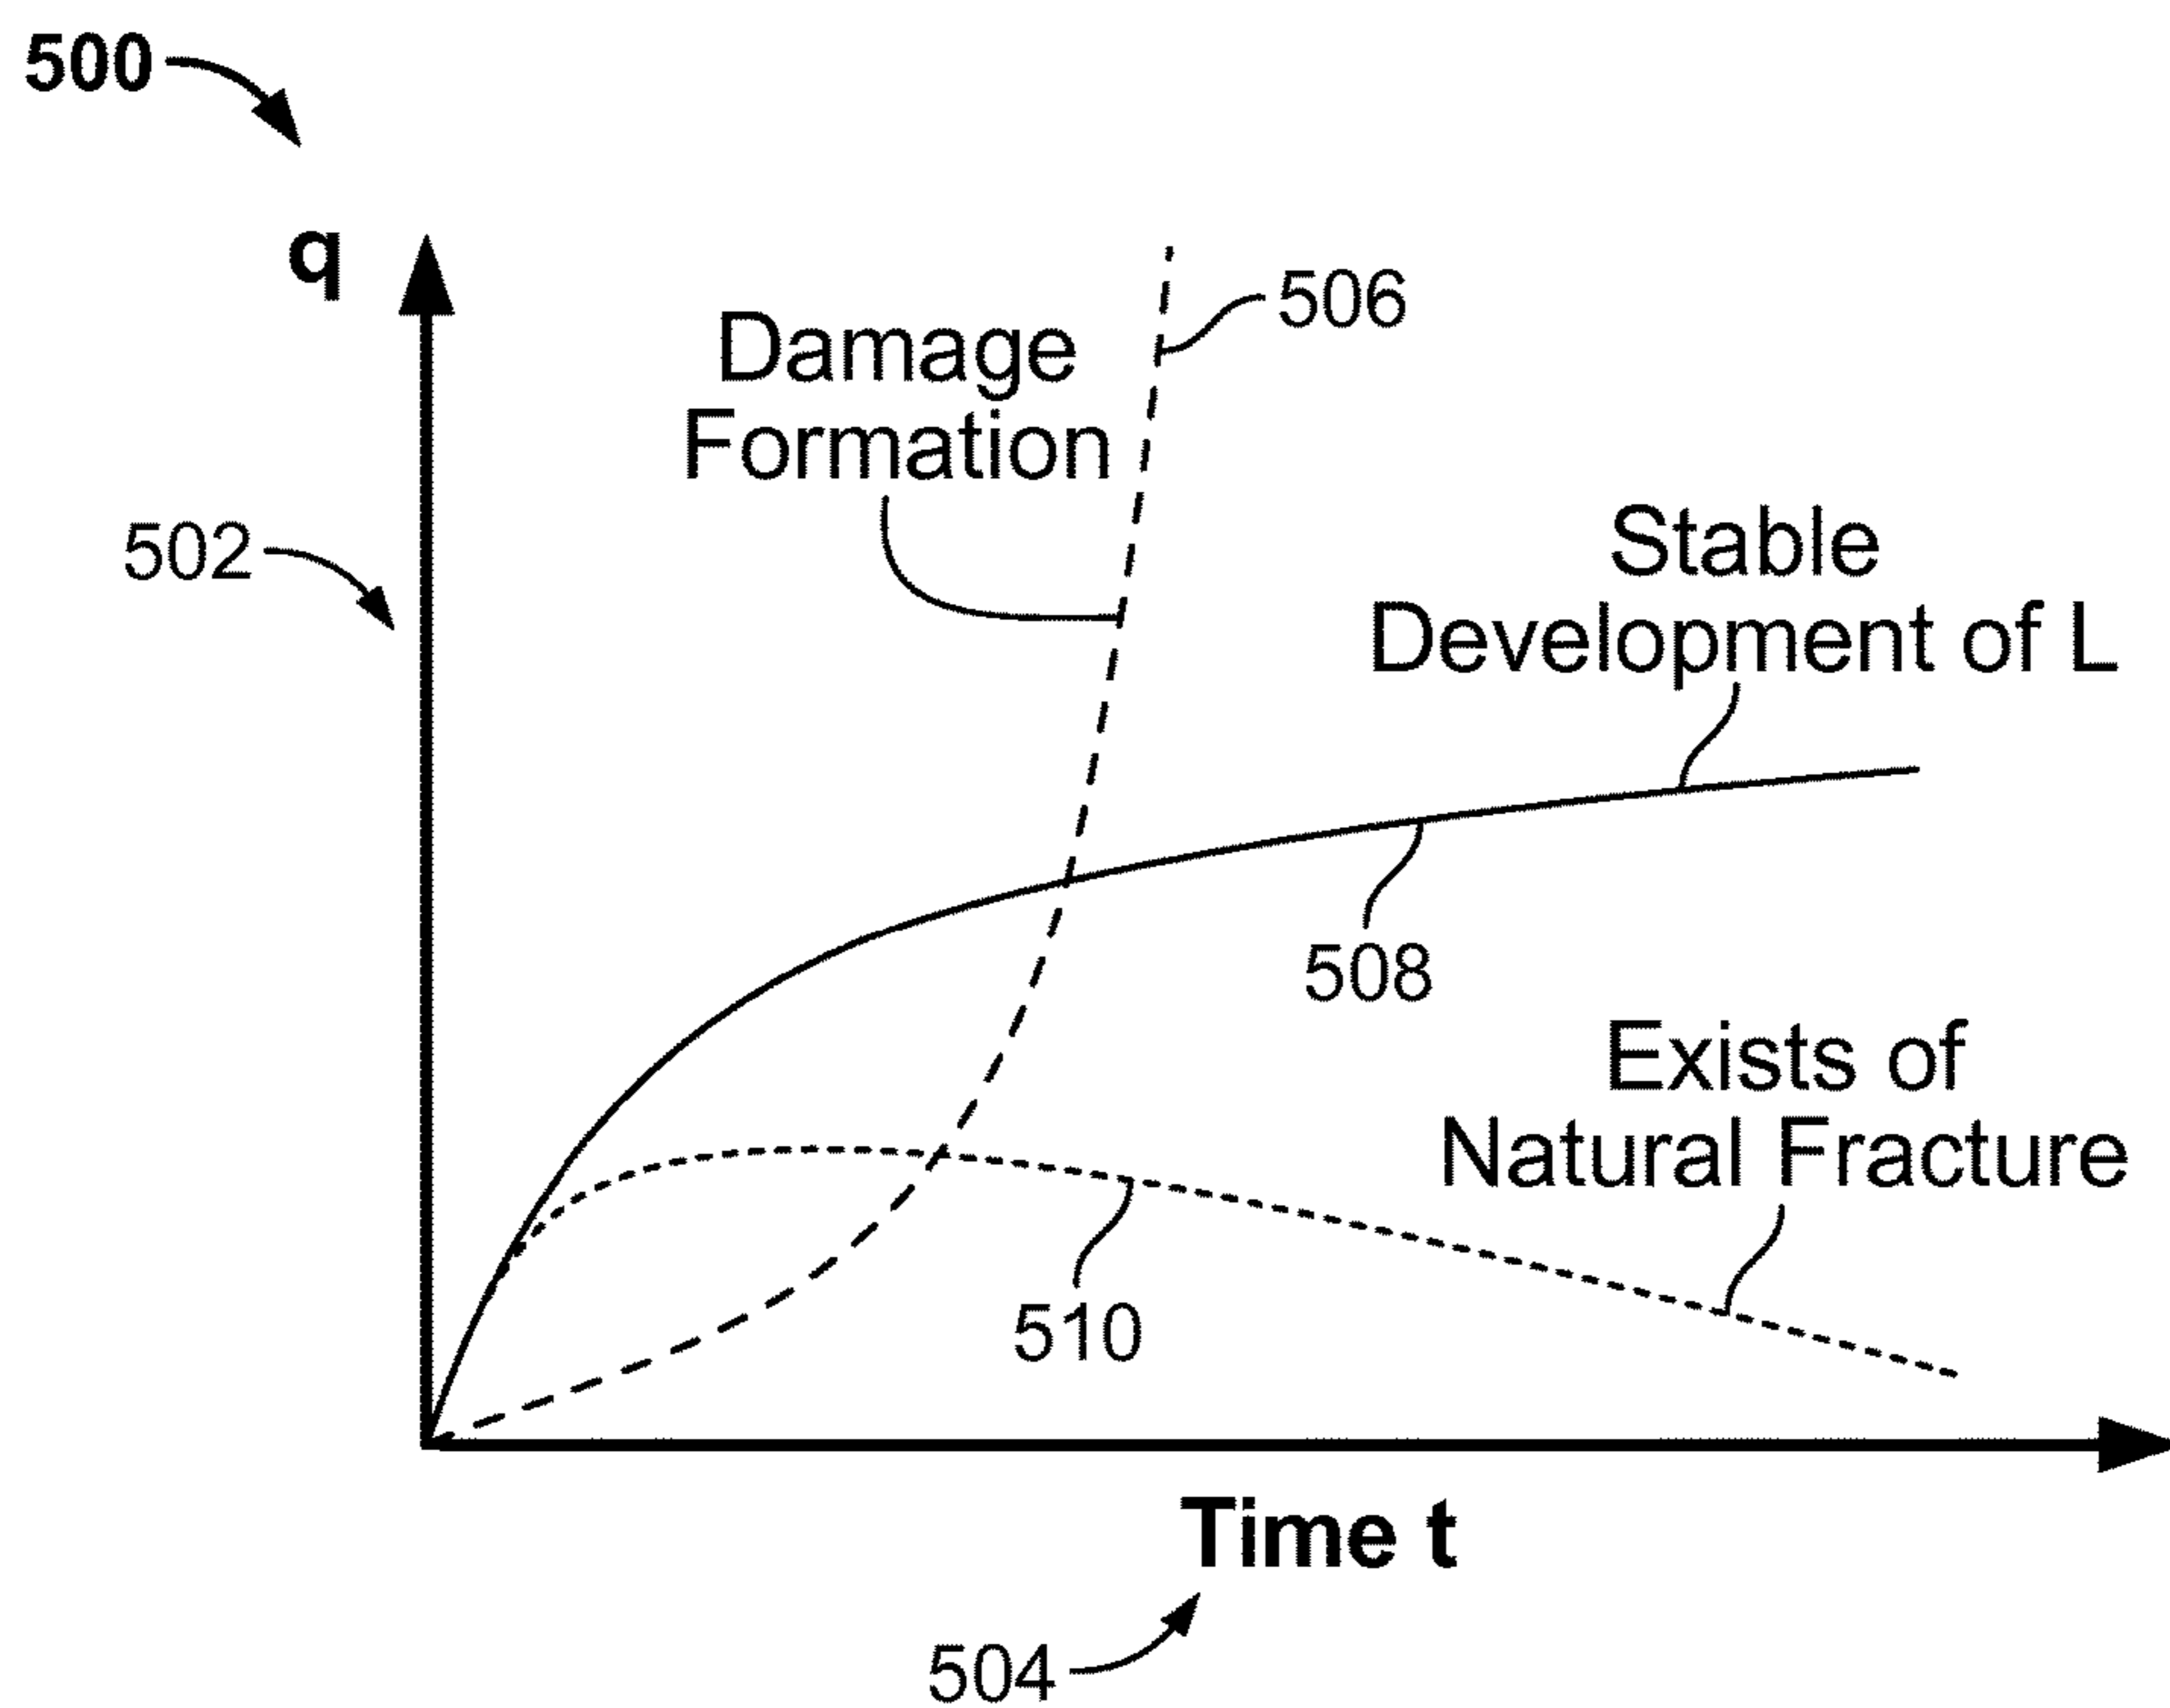 500
q
506
Damage
Formation
502
Stable
Development of L
508
Exists of
Natural Fracture
510
Time t
504